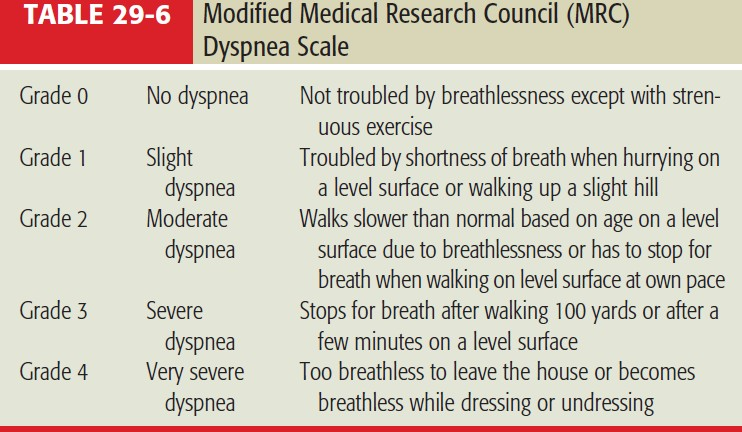 TABLE 29-6 Modified Medical Research Council (MRC)
Dyspnea Scale
Grade 0 No dyspnea Not troubled by breathlessness except with stren-
uous exercise
Grade 1 Slight Troubled by shortness of breath when hurrying on
dyspnea a level surface or walking up a slight hill
Grade 2 Moderate Walks slower than normal based on age on a level
dyspnea surface due to breathlessness or has to stop for
breath when walking on level surface at own pace
Grade 3 Severe Stops for breath after walking 100 yards or after a
dyspnea few minutes on a level surface
Grade 4 Very severe Too breathless to leave the house or becomes
dyspnea breathless while dressing or undressing